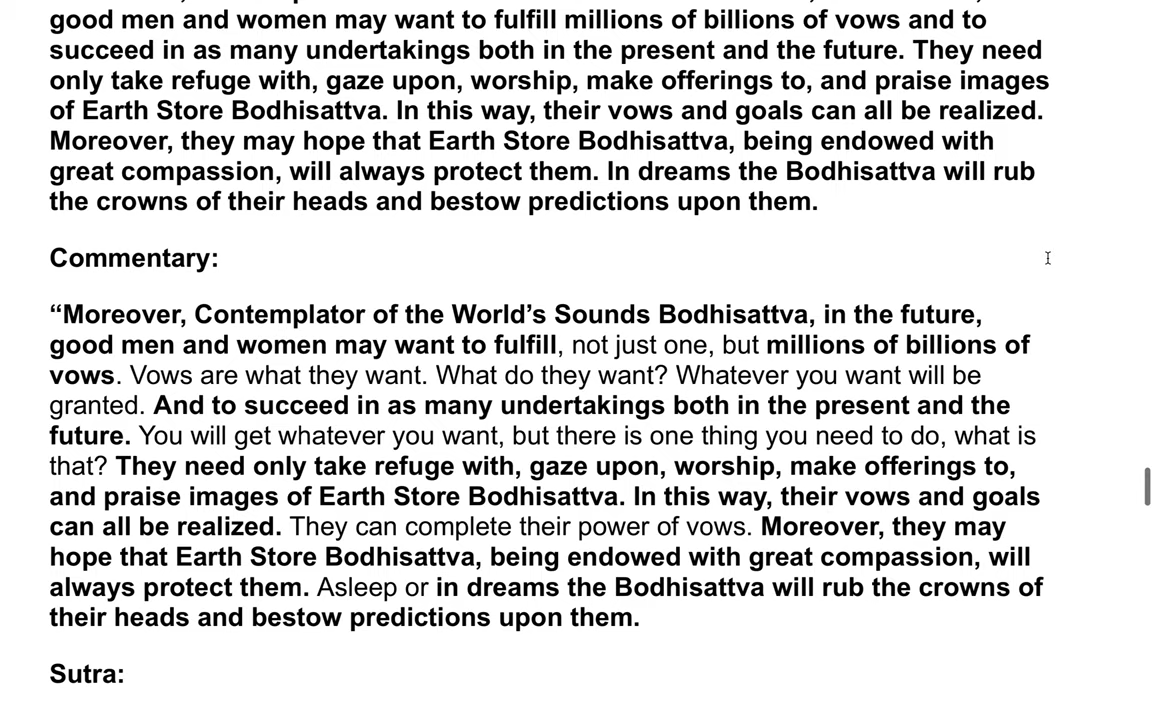 good men and women may want to fulfill millions of billions of vows and to
succeed in as many undertakings both in the present and the future. They need
only take refuge with, gaze upon, worship, make offerings to, and praise images
of Earth Store Bodhisattva. In this way, their vows and goals can all be realized.
Moreover, they may hope that Earth Store Bodhisattva, being endowed with
great compassion, will always protect them. In dreams the Bodhisattva will rub
the crowns of their heads and bestow predictions upon them.
Commentary:
“Moreover, Contemplator of the World’s Sounds Bodhisattva, in the future,
good men and women may want to fulfill, not just one, but millions of billions of
vows. Vows are what they want. What do they want? Whatever you want will be
granted. And to succeed in as many undertakings both in the present and the
future. You will get whatever you want, but there is one thing you need to do, what is
that? They need only take refuge with, gaze upon, worship, make offerings to,
and praise images of Earth Store Bodhisattva. In this way, their vows and goals
can all be realized. They can complete their power of vows. Moreover, they may
hope that Earth Store Bodhisattva, being endowed with great compassion, will
always protect them. Asleep or in dreams the Bodhisattva will rub the crowns of
their heads and bestow predictions upon them.
Sutra: